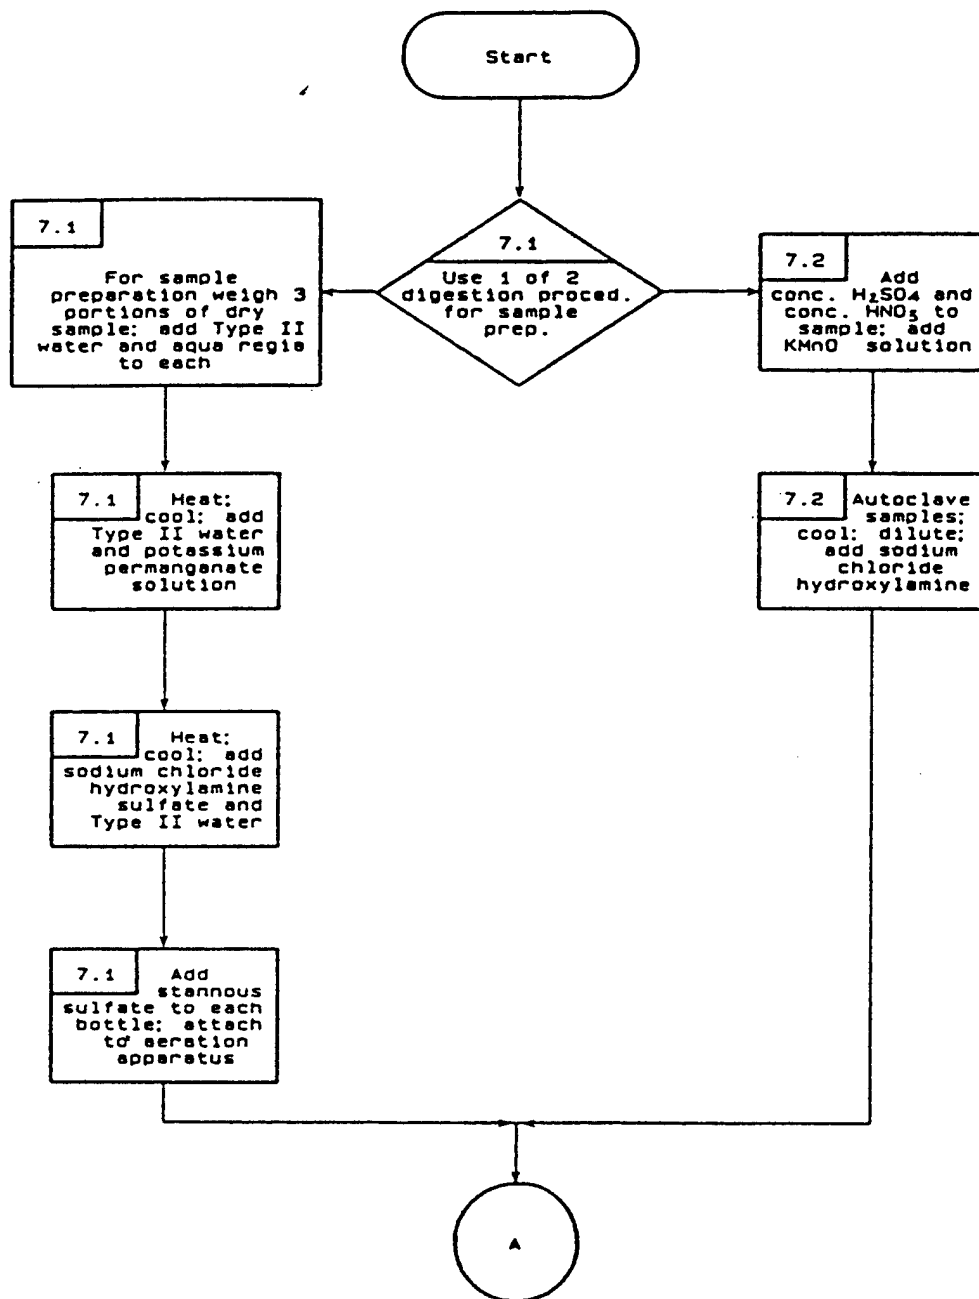 Start
7.1
Use 1 of 2
digestion proced.
for sample
prep.
7.1
For sample
preparation weigh 3
portions of dry
sample; add Type II
water and aqua regia
to each
7.1 Heat;
cool; add
Type II water
and potassium
permanganate
solution
7.1 Heat;
cool; add
sodium chloride
hydroxylamine
sulfate and
Type II water
7.1 Add
stannous
sulfate to each
bottle; attach
to aeration
apparatus
7.2 Add
conc. H₂SO₄ and
conc. HNO₃ to
sample; add
KMnO solution
7.2 Autoclave
samples;
cool; dilute;
add sodium
chloride
hydroxylamine
A